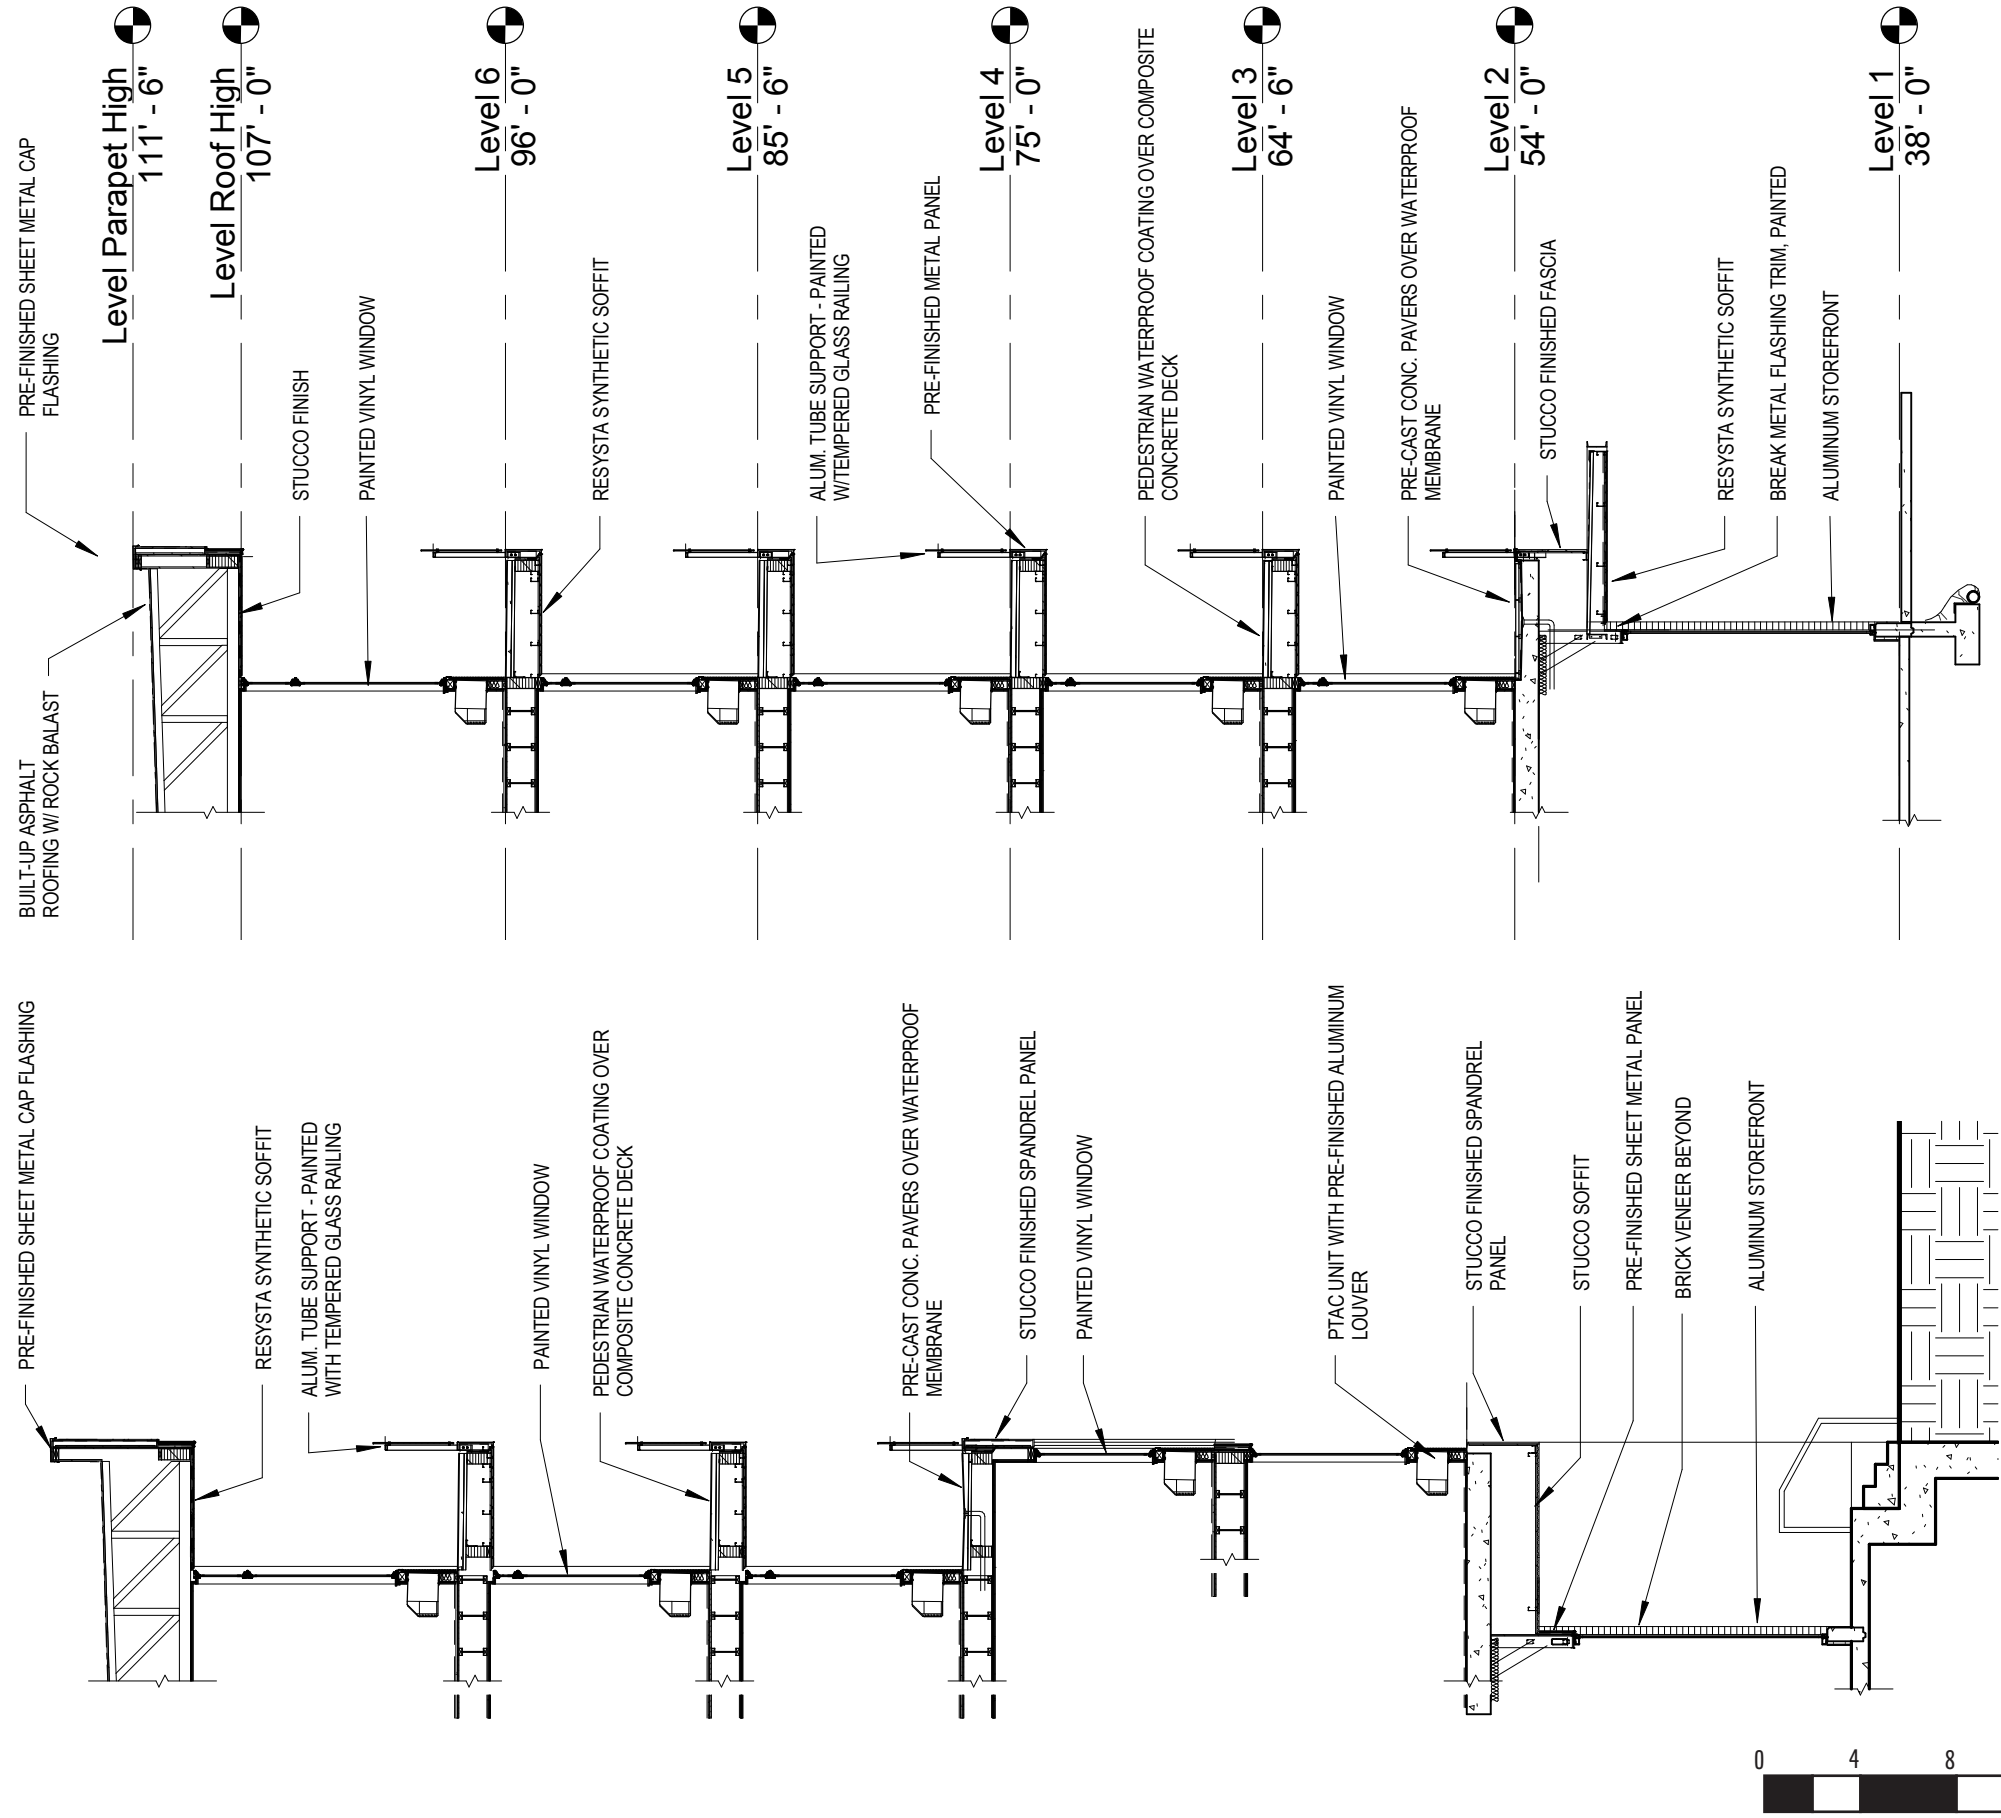 Level Parapet High
111' - 6"
Level Roof High
107' - 0"
Level 6
96' - 0"
Level 5
85' - 6"
Level 4
75' - 0"
Level 3
64' - 6"
Level 2
54' - 0"
Level 1
38' - 0"
PRE-FINISHED SHEET METAL CAP
FLASHING
BUILT-UP ASPHALT
ROOFING W/ ROCK BALAST
STUCCO FINISH
PAINTED VINYL WINDOW
RESYSTA SYNTHETIC SOFFIT
ALUM. TUBE SUPPORT - PAINTED
W/TEMPERED GLASS RAILING
PRE-FINISHED METAL PANEL
PEDESTRIAN WATERPROOF COATING OVER COMPOSITE
CONCRETE DECK
PAINTED VINYL WINDOW
PRE-CAST CONC. PAVERS OVER WATERPROOF
MEMBRANE
STUCCO FINISHED FASCIA
RESYSTA SYNTHETIC SOFFIT
BREAK METAL FLASHING TRIM, PAINTED
ALUMINUM STOREFRONT
PRE-FINISHED SHEET METAL CAP FLASHING
RESYSTA SYNTHETIC SOFFIT
ALUM. TUBE SUPPORT - PAINTED
WITH TEMPERED GLASS RAILING
PAINTED VINYL WINDOW
PEDESTRIAN WATERPROOF COATING OVER
COMPOSITE CONCRETE DECK
PRE-CAST CONC. PAVERS OVER WATERPROOF
MEMBRANE
STUCCO FINISHED SPANDREL PANEL
PAINTED VINYL WINDOW
PTAC UNIT WITH PRE-FINISHED ALUMINUM
LOUVER
STUCCO FINISHED SPANDREL
PANEL
STUCCO SOFFIT
PRE-FINISHED SHEET METAL PANEL
BRICK VENEER BEYOND
ALUMINUM STOREFRONT
0 4 8